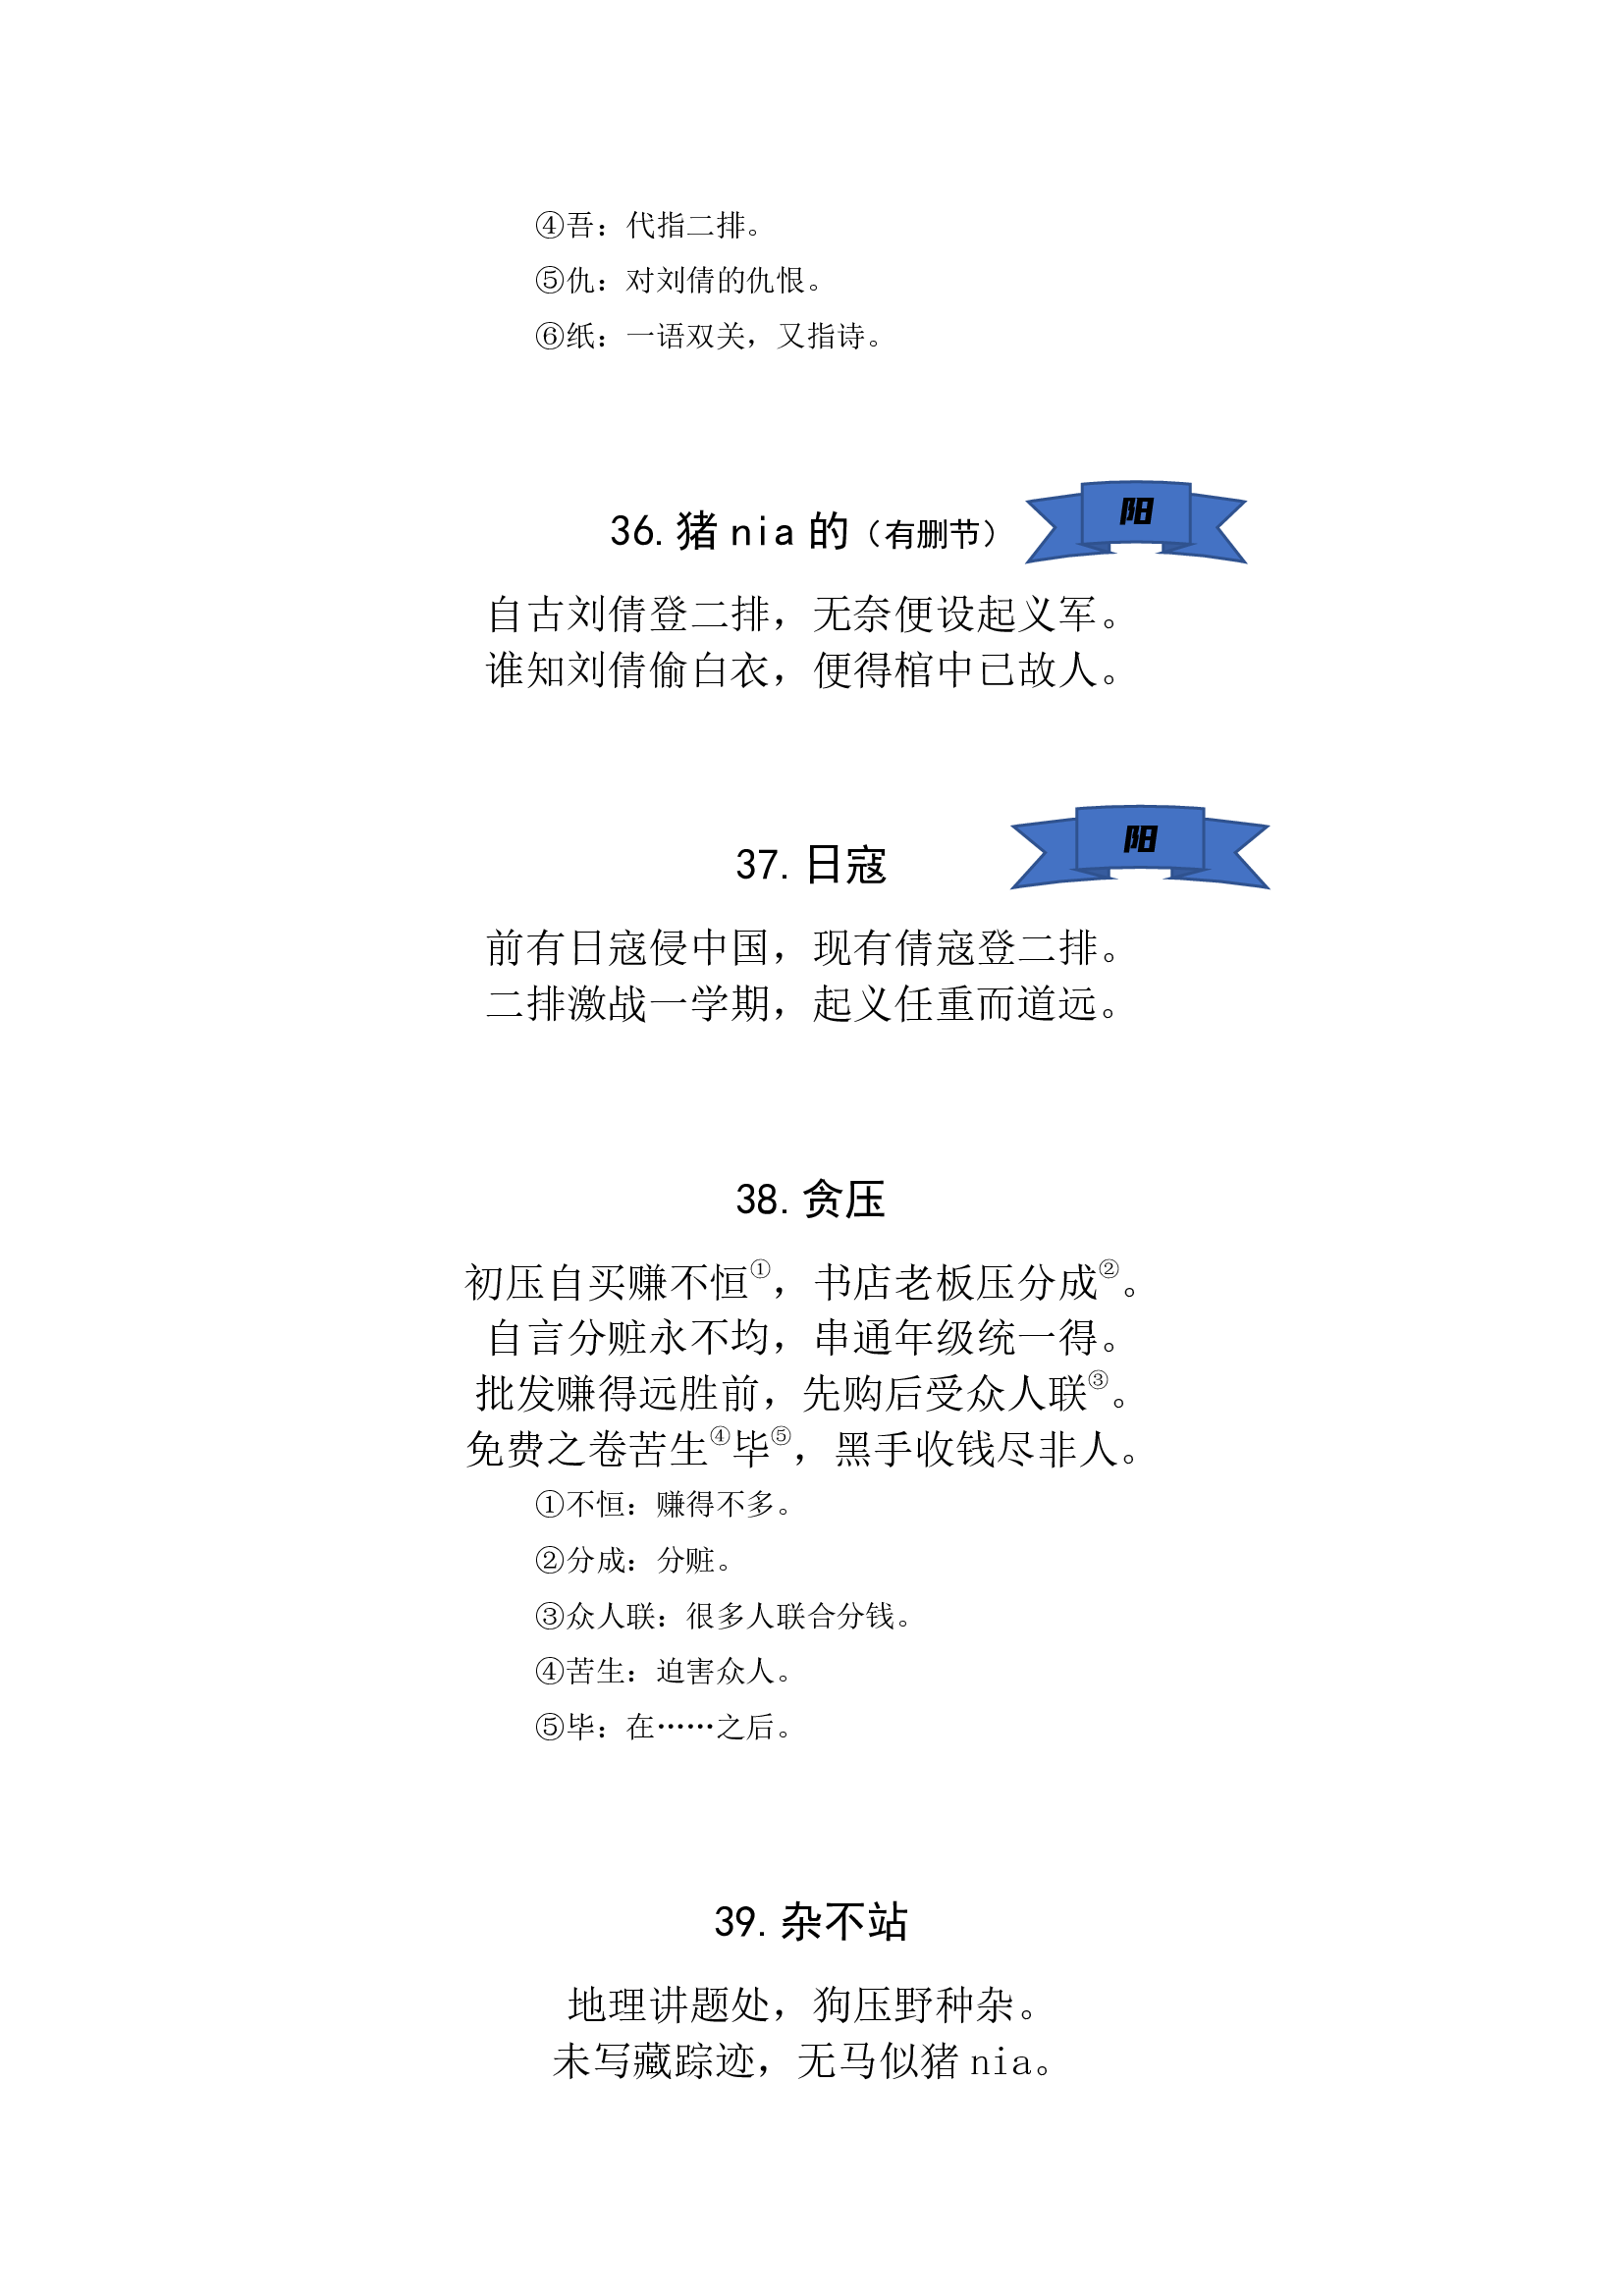 ④吾：代指二排。
⑤仇：对刘倩的仇恨。
⑥纸：一语双关，又指诗。
36.猪 nia 的（有删节）
阳
自古刘倩登二排，无奈便设起义军。
谁知刘倩偷白衣，便得棺中已故人。
阳
37.日寇
前有日寇侵中国，现有倩寇登二排。
二排激战一学期，起义任重而道远。
38.贪压
初压自买赚不恒①，书店老板压分成②。
自言分赃永不均，串通年级统一得。
批发赚得远胜前，先购后受众人联③。
免费之卷苦生④毕⑤，黑手收钱尽非人。
①不恒：赚得不多。
②分成：分赃。
③众人联：很多人联合分钱。
④苦生：迫害众人。
⑤毕：在……之后。
39.杂不站
地理讲题处，狗压野种杂。
未写藏踪迹，无马似猪 nia。